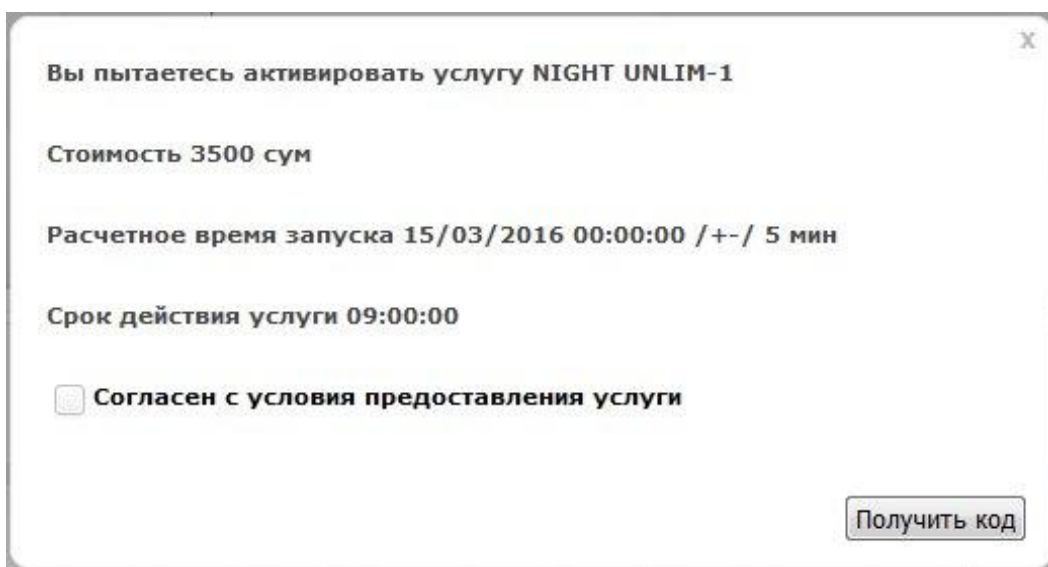 x
Вы пытаетесь активировать услугу NIGHT UNLIM-1
Стоимость 3500 сум
Расчетное время запуска 15/03/2016 00:00:00 /+-/ 5 мин
Срок действия услуги 09:00:00
Согласен с условия предоставления услуги
Получить код